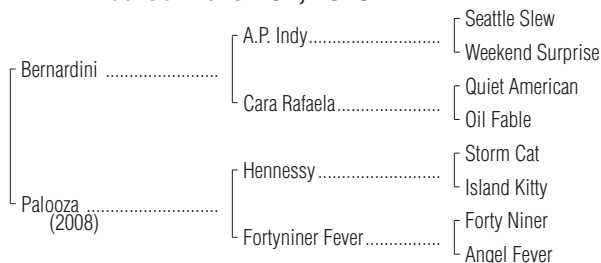 Seattle Slew
A.P. Indy
Weekend Surprise
Bernardini
Quiet American
Cara Rafaela
Oil Fable
Storm Cat
Hennessy
Island Kitty
Palooza
(2008)
Forty Niner
Fortyniner Fever
Angel Fever